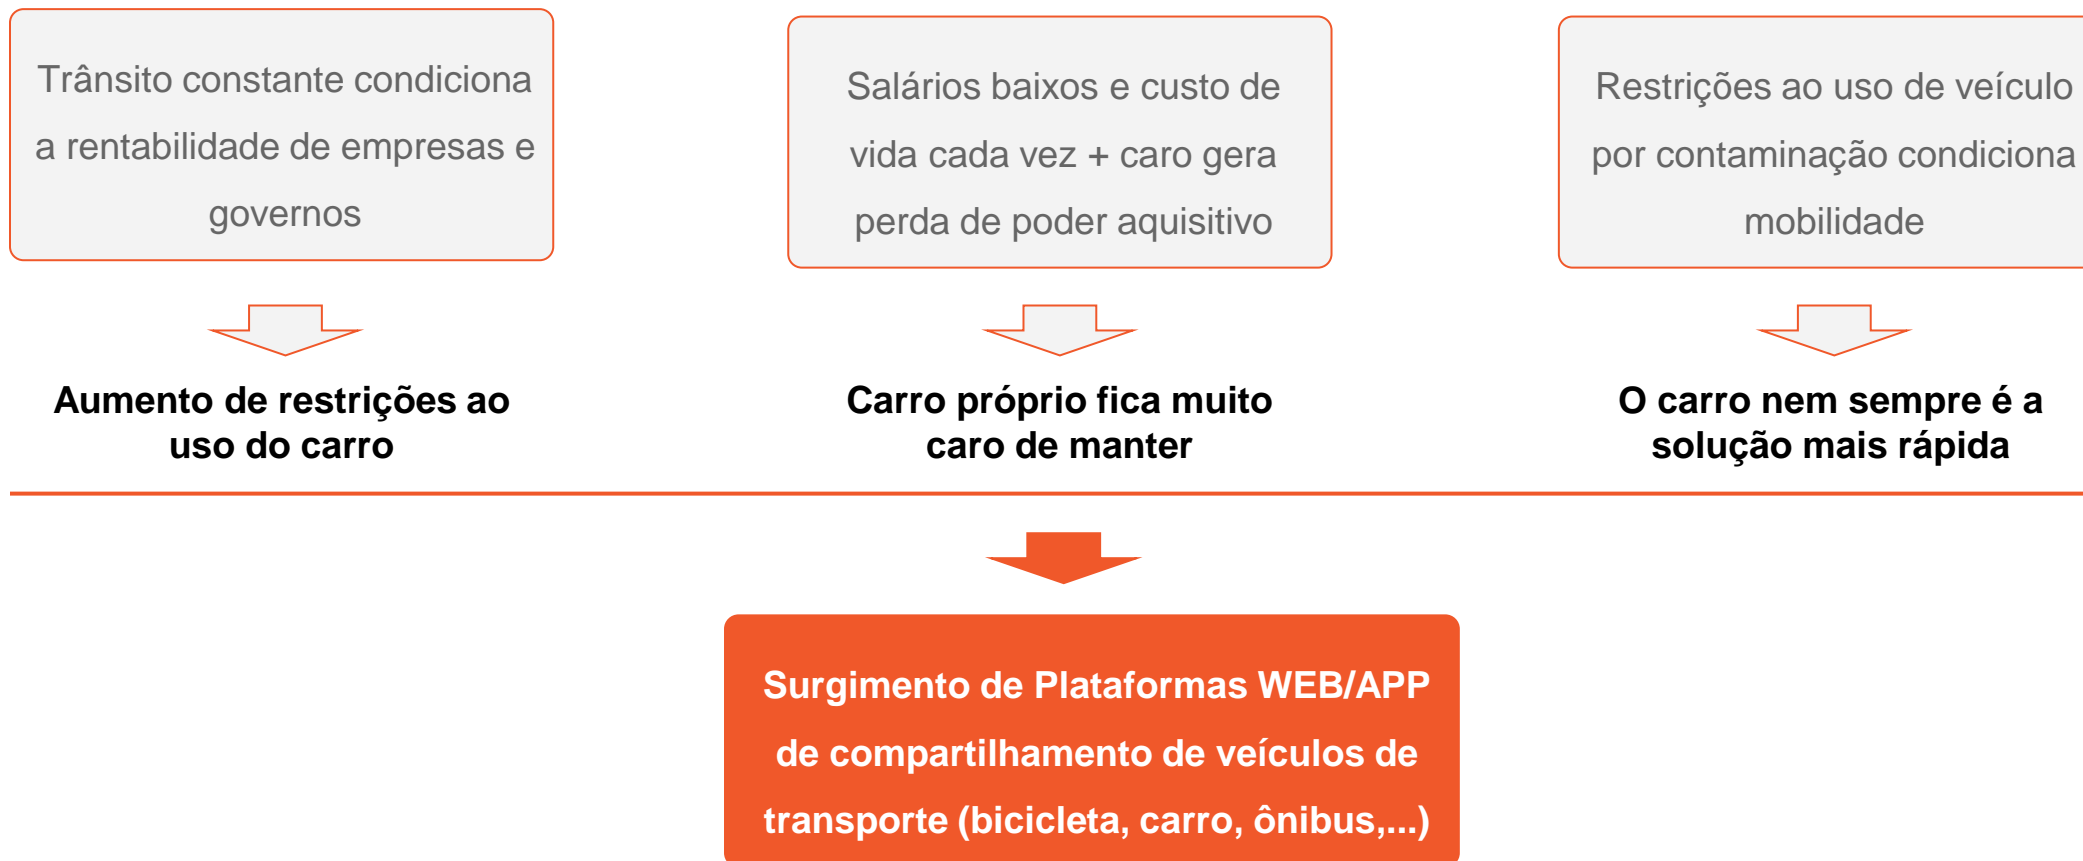 Trânsito constante condiciona
a rentabilidade de empresas e
governos
Salários baixos e custo de
vida cada vez + caro gera
perda de poder aquisitivo
Restrições ao uso de veículo
por contaminação condiciona
mobilidade
Aumento de restrições ao
uso do carro
Carro próprio fica muito
caro de manter
O carro nem sempre é a
solução mais rápida
Surgimento de Plataformas WEB/APP
de compartilhamento de veículos de
transporte (bicicleta, carro, ônibus,...)